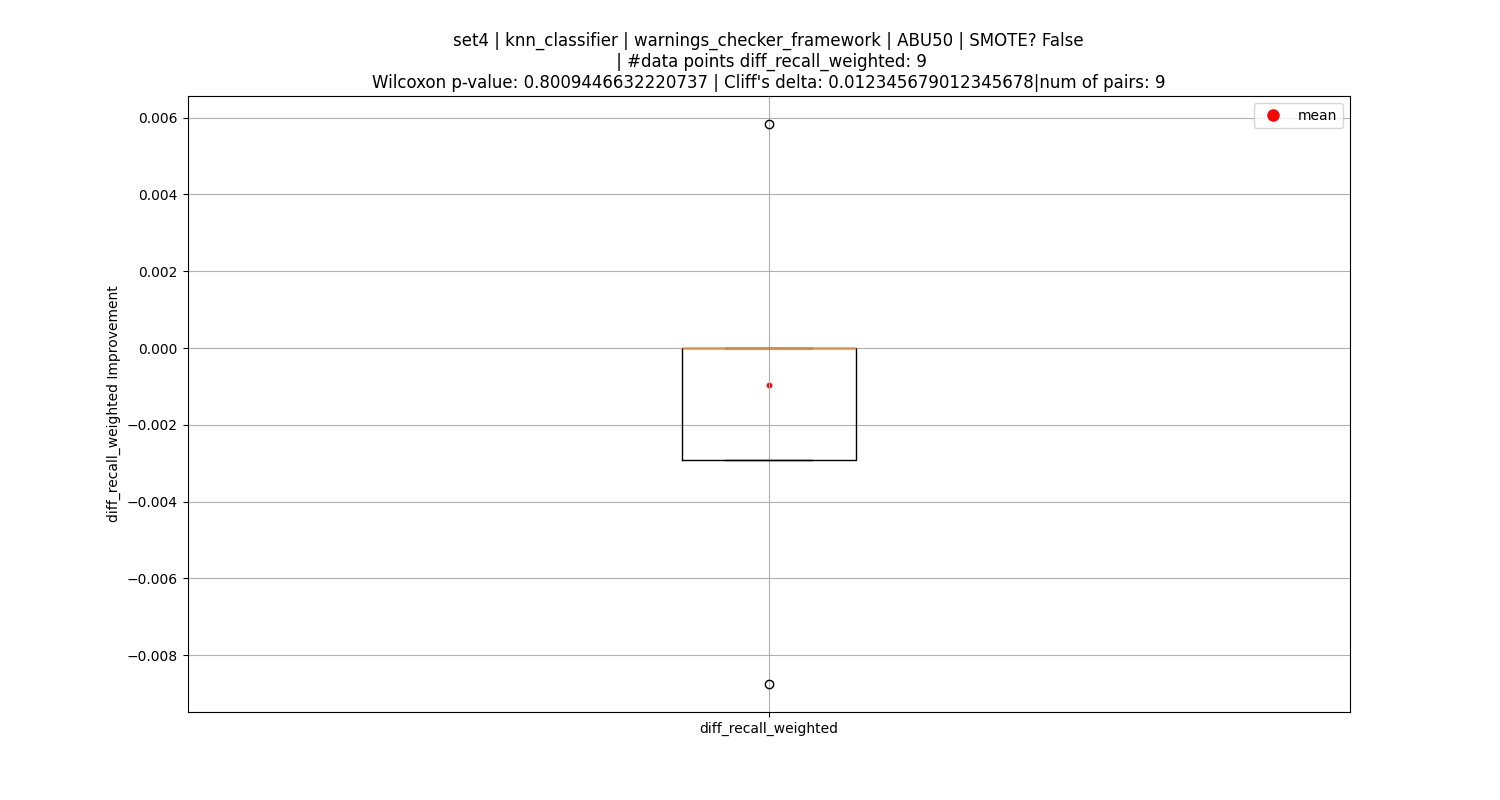 set4 | knn_classifier | warnings_checker_framework | ABU50 | SMOTE? False
| #data points diff_recall_weighted: 9
Wilcoxon p-value: 0.8009446632220737 | Cliff's delta: 0.012345679012345678|num of pairs: 9
mean
0.006
0.004
0.002
0.000
−0.002
−0.004
−0.006
−0.008
diff_recall_weighted Improvement
diff_recall_weighted